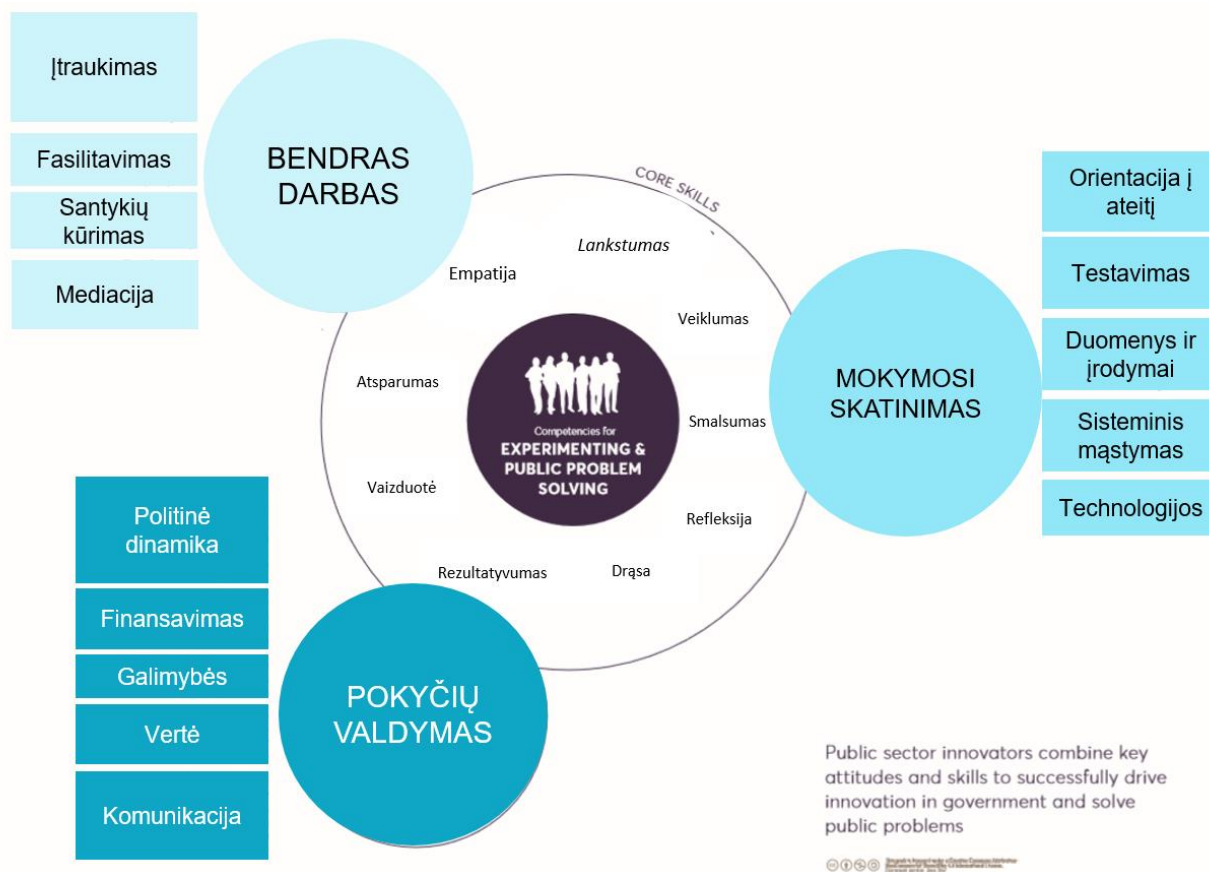 Įtraukimas
Fasilitavimas
Santykių
kūrimas
Mediacija
BENDRAS
DARBAS
CORE SKILLS
Lankstumas
Empatija
Veiklumas
Atsparumas
Smalsumas
Vaizduotė
Refleksija
Rezultatyvumas
Drąsa
Competencies for
EXPERIMENTING &
PUBLIC PROBLEM
SOLVING
MOKYMOSI
SKATINIMAS
Orientacija į
ateitį
Testavimas
Duomenys ir
įrodymai
Sisteminis
mąstymas
Technologijos
Politinė
dinamika
Finansavimas
Galimybės
Vertė
Komunikacija
POKYČIŲ
VALDYMAS
Public sector innovators combine key
attitudes and skills to successfully drive
innovation in government and solve
public problems